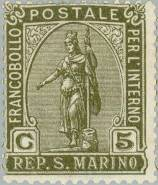 FRANCOBOLLO
POSTALE
PER L'INTERNO
C 5
REP. S. MARINO